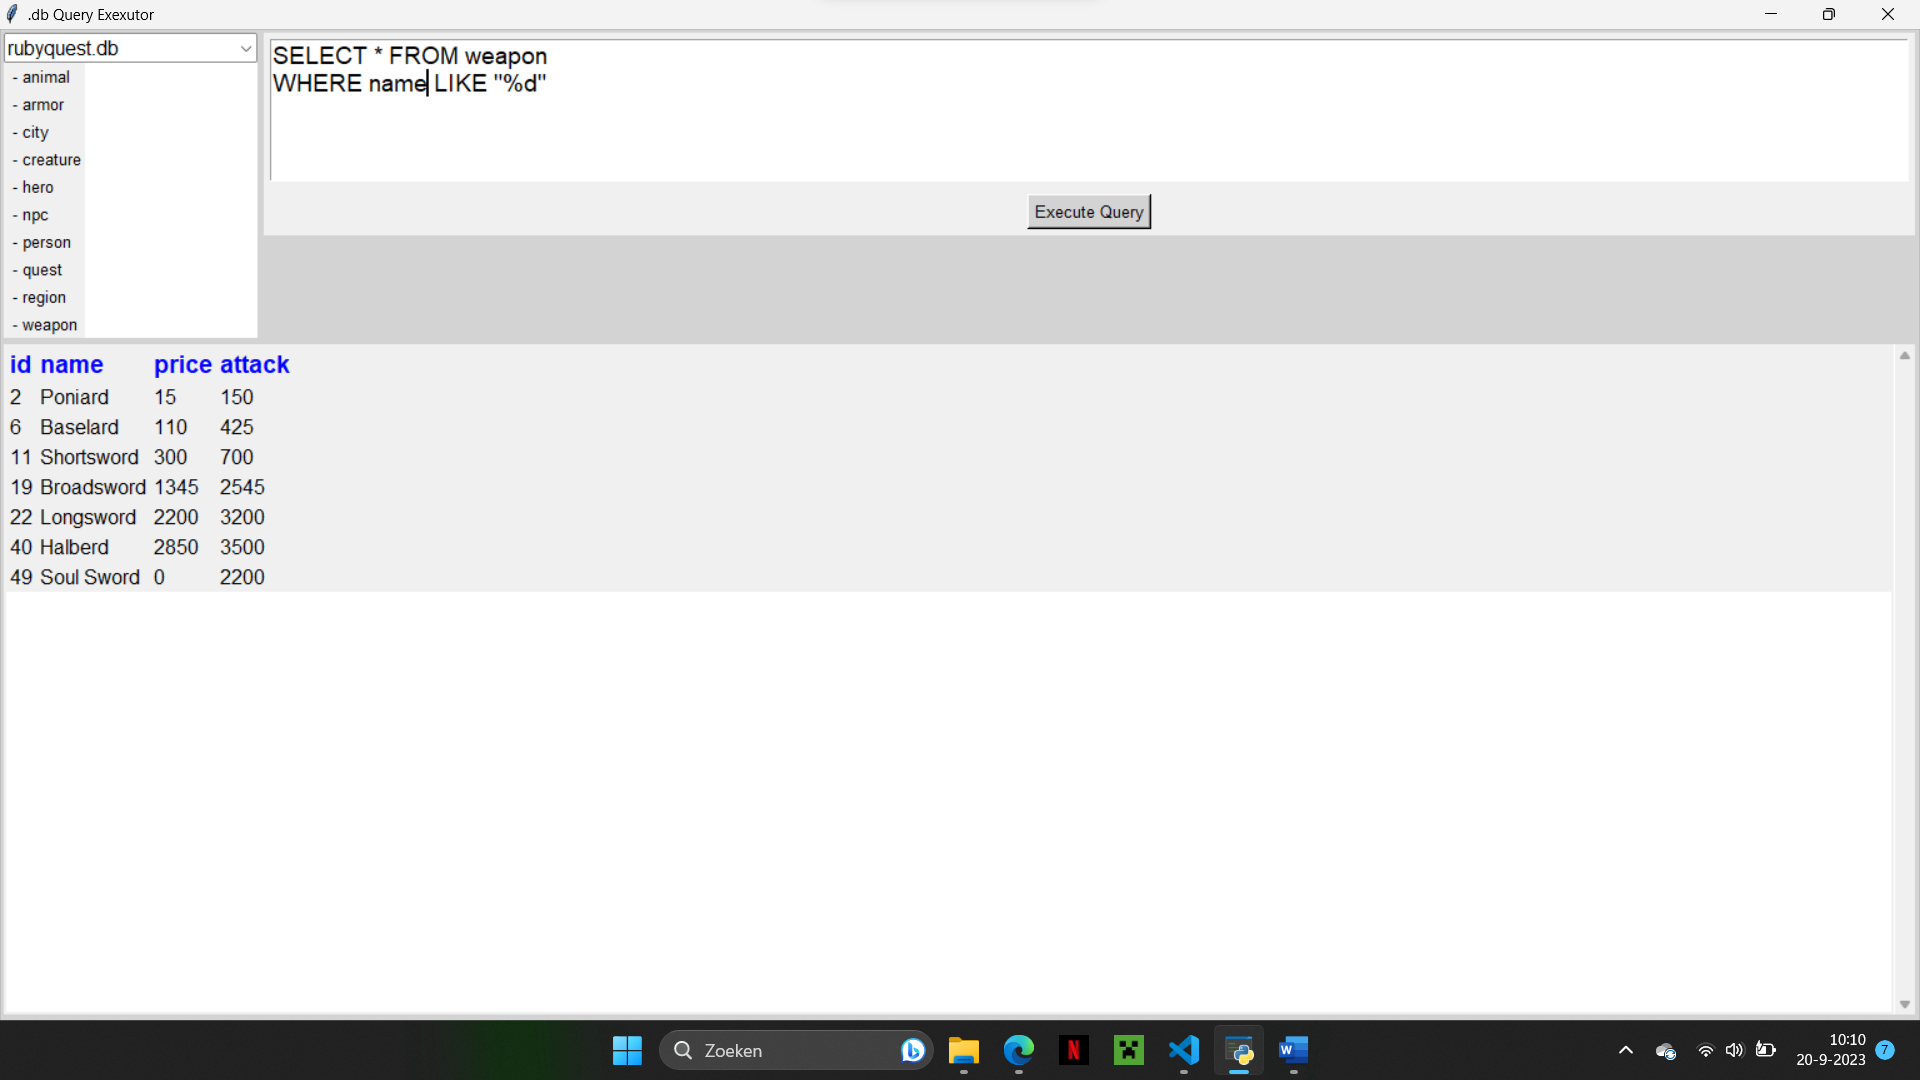 .db Query Exexutor
rubyquest.db
- animal
- armor
- city
- creature
- hero
- npc
- person
- quest
- region
- weapon
SELECT * FROM weapon
WHERE name LIKE "%d"
Execute Query
id name price attack
2 Poniard 15 150
6 Baselard 110 425
11 Shortsword 300 700
19 Broadsword 1345 2545
22 Longsword 2200 3200
40 Halberd 2850 3500
49 Soul Sword 0 2200
Zoeken
N
W
10:10
20-9-2023
7